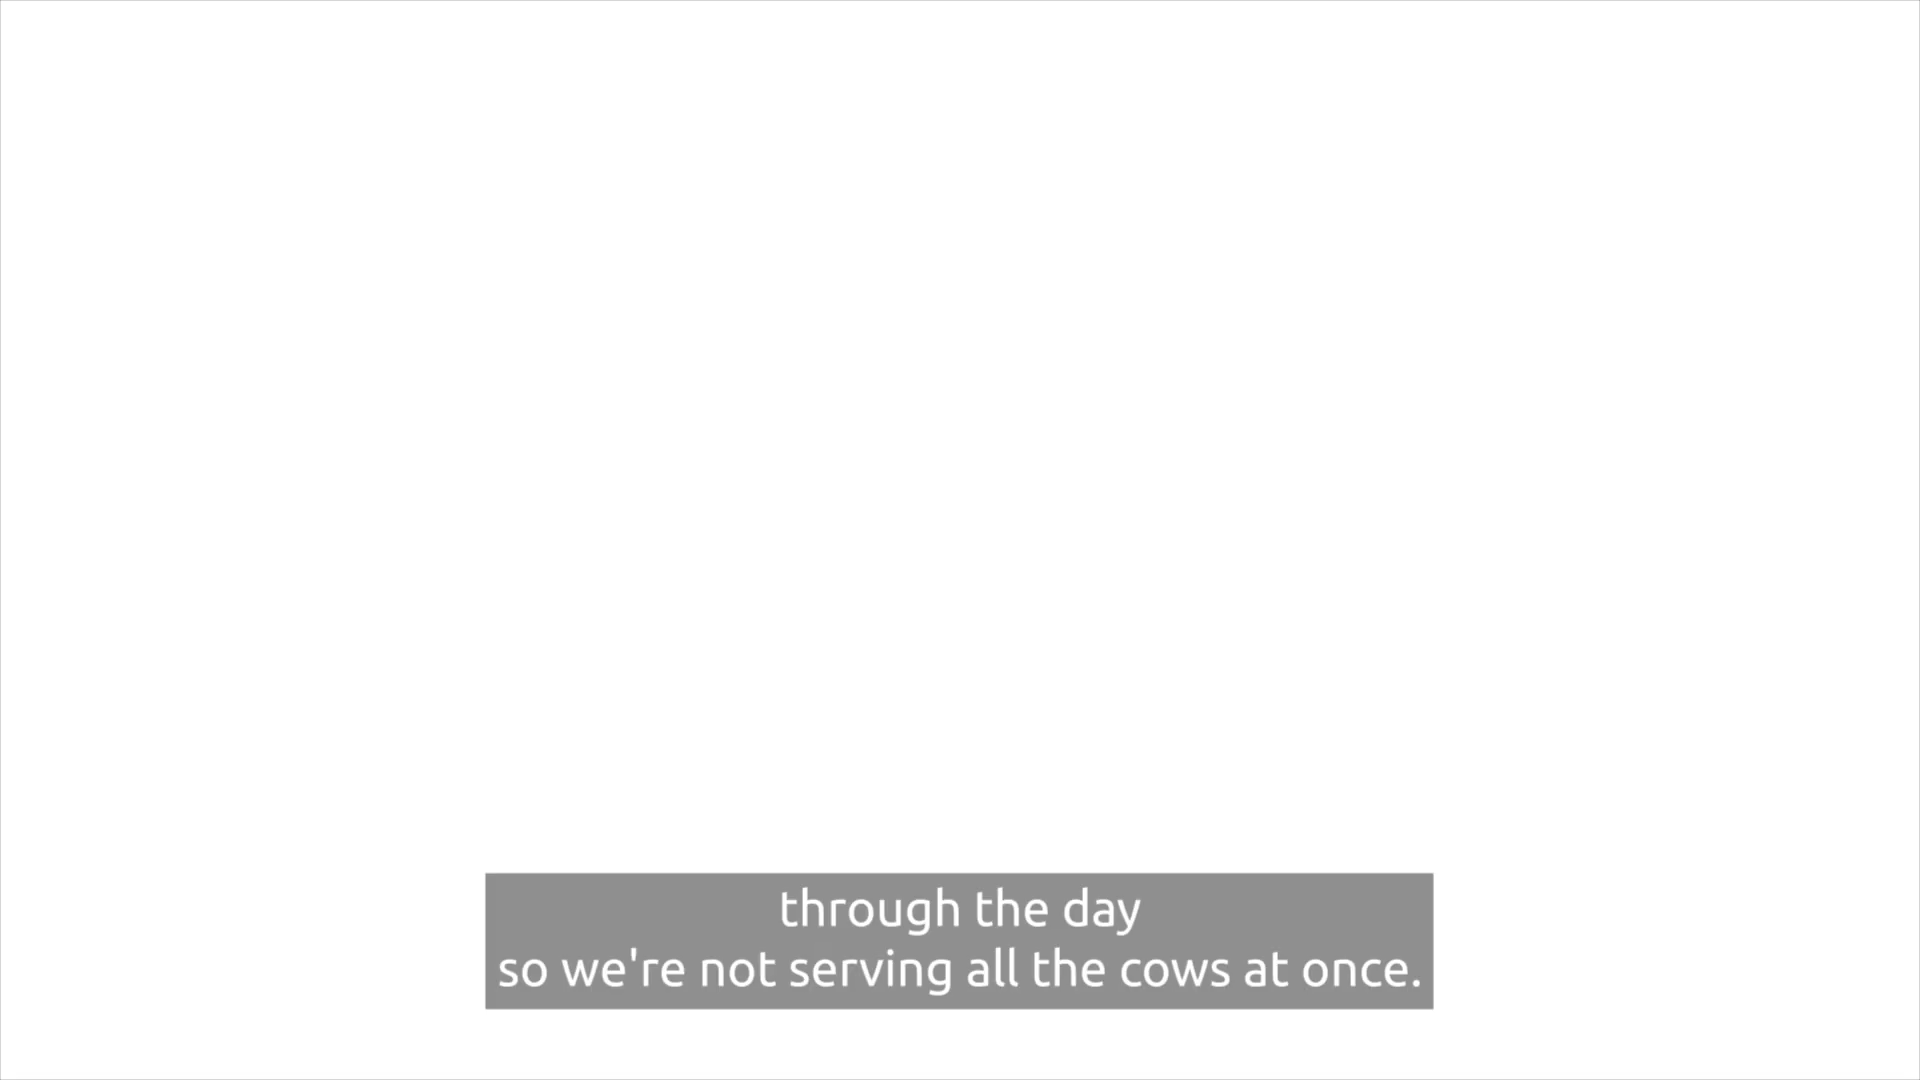 through the day
so we're not serving all the cows at once.